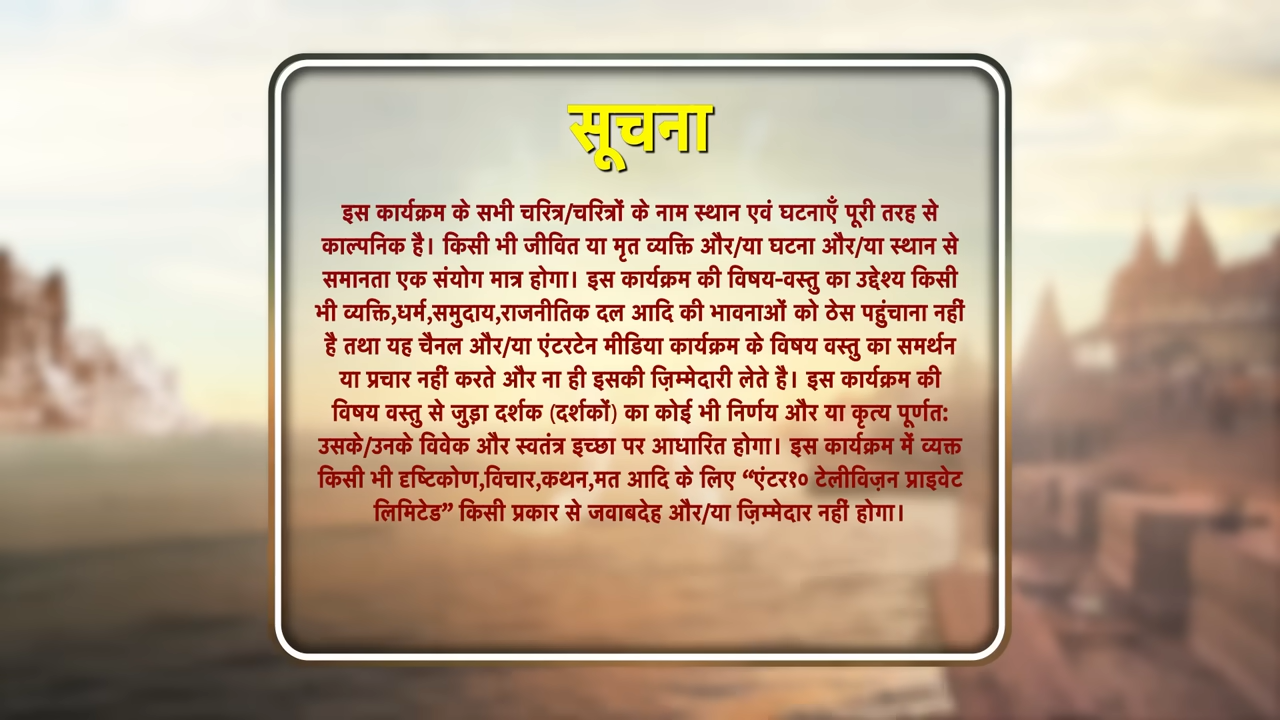 सूचना
इस कार्यक्रम के सभी चरित्र/चरित्रों के नाम स्थान एवं घटनाएँ पूरी तरह से
काल्पनिक है। किसी भी जीवित या मृत व्यक्ति और/या घटना और/या स्थान से
समानता एक संयोग मात्र होगा। इस कार्यक्रम की विषय-वस्तु का उद्देश्य किसी
भी व्यक्ति,धर्म,समुदाय,राजनीतिक दल आदि की भावनाओं को ठेस पहुंचाना नहीं
है तथा यह चैनल और/या एंटरटेन मीडिया कार्यक्रम के विषय वस्तु का समर्थन
या प्रचार नहीं करते और ना ही इसकी ज़िम्मेदारी लेते है। इस कार्यक्रम की
विषय वस्तु से जुड़ा दर्शक (दर्शकों) का कोई भी निर्णय और या कृत्य पूर्णत:
उसके/उनके विवेक और स्वतंत्र इच्छा पर आधारित होगा। इस कार्यक्रम में व्यक्त
किसी भी दृष्टिकोण,विचार,कथन,मत आदि के लिए “एंटर१० टेलीविज़न प्राइवेट
लिमिटेड” किसी प्रकार से जवाबदेह और/या ज़िम्मेदार नहीं होगा।